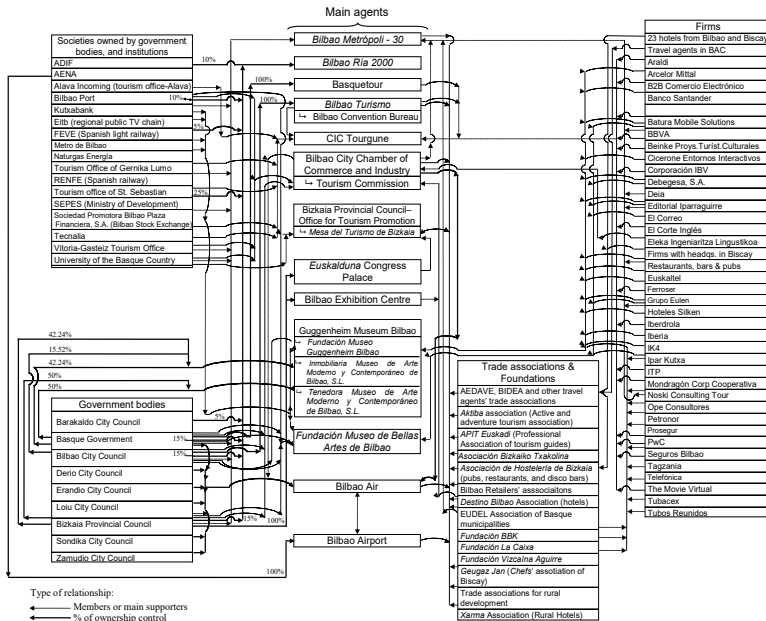 Main agents
Societies owned by government
bodies, and institutions
ADIF
AENA
Alava Incoming (tourism office-Alava)
Bilbao Port
Kutxabank
Eitb (regional public TV chain)
FEVE (Spanish light railway)
Metro de Bilbao
Naturgas Energía
Tourism Office of Gernika Lumo
RENFE (Spanish railway)
Tourism office of St. Sebastian
SEPES (Ministry of Development)
Sociedad Promotora Bilbao Plaza
Financiera, S.A. (Bilbao Stock Exchange)
Tecnalia
Vitoria-Gasteiz Tourism Office
University of the Basque Country
10%
10%
5%
25%
100%
100%
42.24%
15.52%
42.24%
50%
50%
Government bodies
Barakaldo City Council
Basque Government
Bilbao City Council
Derio City Council
Erandio City Council
Loiu City Council
Bizkaia Provincial Council
Sondika City Council
Zamudio City Council
5%
15%
15%
15%
100%
100%
Bilbao Metrópoli - 30
Bilbao Ría 2000
Basquetour
Bilbao Turismo
↳ Bilbao Convention Bureau
CIC Tourgune
Bilbao City Chamber of
Commerce and Industry
↳ Tourism Commission
Bizkaia Provincial Council–
Office for Tourism Promotion
↳ Mesa del Turismo de Bizkaia
Euskalduna Congress
Palace
Bilbao Exhibition Centre
Guggenheim Museum Bilbao
↳ Fundación Museo
Guggenheim Bilbao
↳ Inmobiliaria Museo de Arte
Moderno y Contemporáneo de
Bilbao, S.L.
↳ Tenedora Museo de Arte
Moderno y Contemporáneo
de Bilbao, S.L.
Fundación Museo de Bellas
Artes de Bilbao
Bilbao Air
Bilbao Airport
Trade associations &
Foundations
AEDAVE, BIDEA and other travel
agents' trade associations
Aktiba association (Active and
adventure tourism association)
APIT Euskadi (Professional
Association of tourism guides)
Asociación Bizkaiko Txakolina
Asociación de Hostelería de Bizkaia
(pubs, restaurants, and disco bars)
Bilbao Retailers' associaitons
Destino Bilbao Association (hotels)
EUDEL Association of Basque
municipalities
Fundación BBK
Fundación La Caixa
Fundación Vizcaína Aguirre
Geugaz Jan (Chefs' assotiation of
Biscay)
Trade associations for rural
development
Xarma Association (Rural Hotels)
Firms
23 hotels from Bilbao and Biscay
Travel agents in BAC
Araldi
Arcelor Mittal
B2B Comercio Electrónico
Banco Santander
Batura Mobile Solutions
BBVA
Beinke Proys.Turíst.Culturales
Cicerone Entornos Interactivos
Corporación IBV
Debegesa, S.A.
Deia
Editorial Iparraguirre
El Correo
El Corte Inglés
Eleka Ingeniaritza Lingustikoa
Firms with headqs. in Biscay
Restaurants, bars & pubs
Euskaltel
Ferroser
Grupo Eulen
Hoteles Silken
Iberdrola
Iberia
IK4
Ipar Kutxa
ITP
Mondragón Corp Cooperativa
Noski Consulting Tour
Ope Consultores
Petronor
Prosegur
PwC
Seguros Bilbao
Tagzania
Telefónica
The Movie Virtual
Tubacex
Tubos Reunidos
Type of relationship:
Members or main supporters
% of ownership control